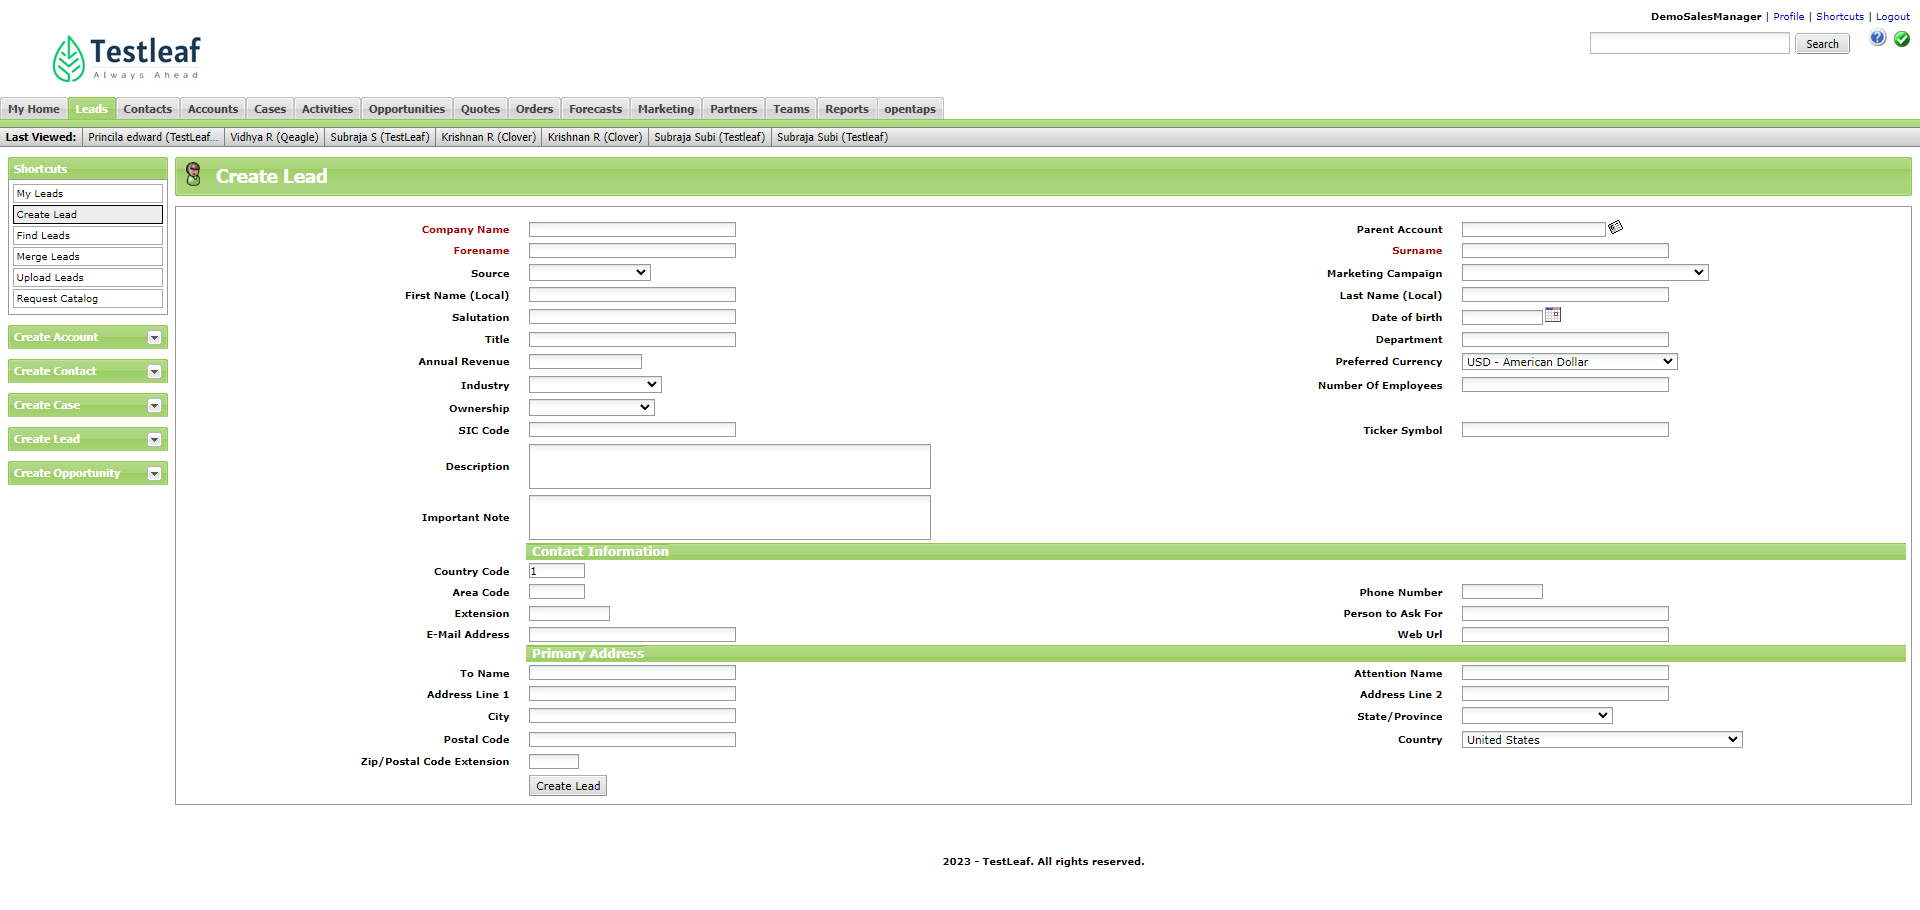 DemoSalesManager | Profile | Shortcuts | Logout
Search
Testleaf
Always Ahead
My Home Leads Contacts Accounts Cases Activities Opportunities Quotes Orders Forecasts Marketing Partners Teams Reports opentaps
Last Viewed: Princila edward (TestLeaf... Vidhya R (Qeagle) Subraja S (TestLeaf) Krishnan R (Clover) Krishnan R (Clover) Subraja Subi (Testleaf) Subraja Subi (Testleaf)
Shortcuts
My Leads
Create Lead
Find Leads
Merge Leads
Upload Leads
Request Catalog
Create Account
Create Contact
Create Case
Create Lead
Create Opportunity
Create Lead
Company Name Parent Account
Forename Surname
Source Marketing Campaign
First Name (Local) Last Name (Local)
Salutation Date of birth
Title Department
Annual Revenue Preferred Currency USD - American Dollar
Industry Number Of Employees
Ownership
SIC Code Ticker Symbol
Description
Important Note
Contact Information
Country Code 1
Area Code Phone Number
Extension Person to Ask For
E-Mail Address Web Url
Primary Address
To Name Attention Name
Address Line 1 Address Line 2
City State/Province
Postal Code Country United States
Zip/Postal Code Extension
Create Lead
2023 - TestLeaf. All rights reserved.